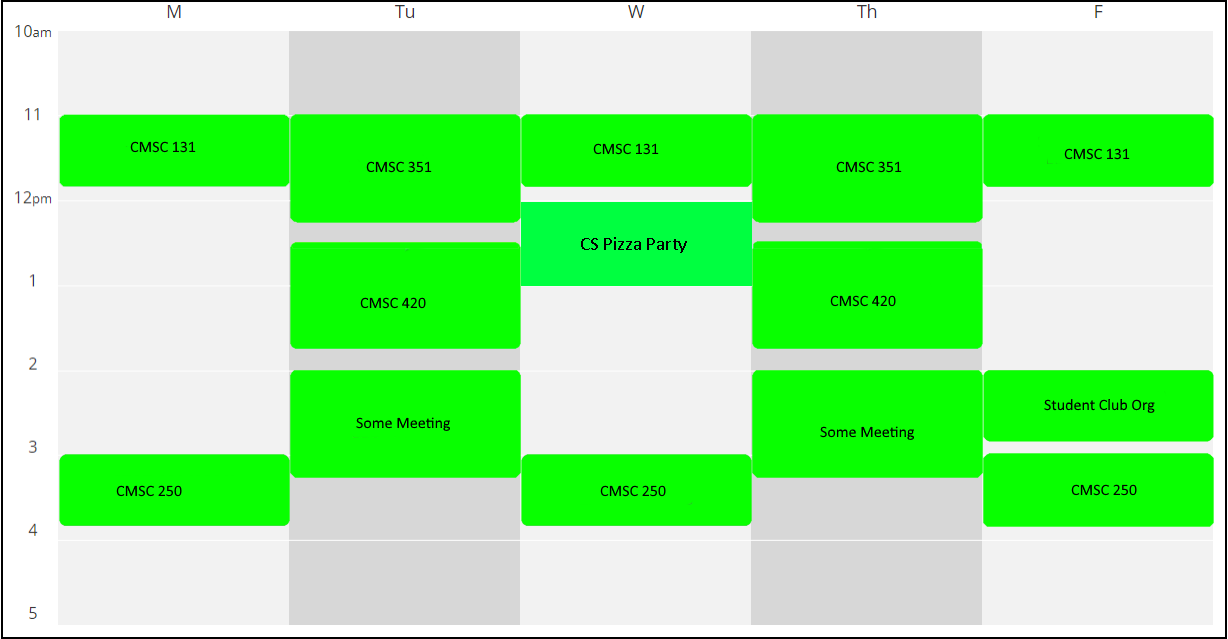 M Tu W Th F
10am
11
CMSC 131 CMSC 351 CMSC 131 CMSC 351 CMSC 131
12pm
CS Pizza Party
1
CMSC 420 CMSC 420
2
Some Meeting Some Meeting Student Club Org
3
CMSC 250 CMSC 250 CMSC 250
4
5